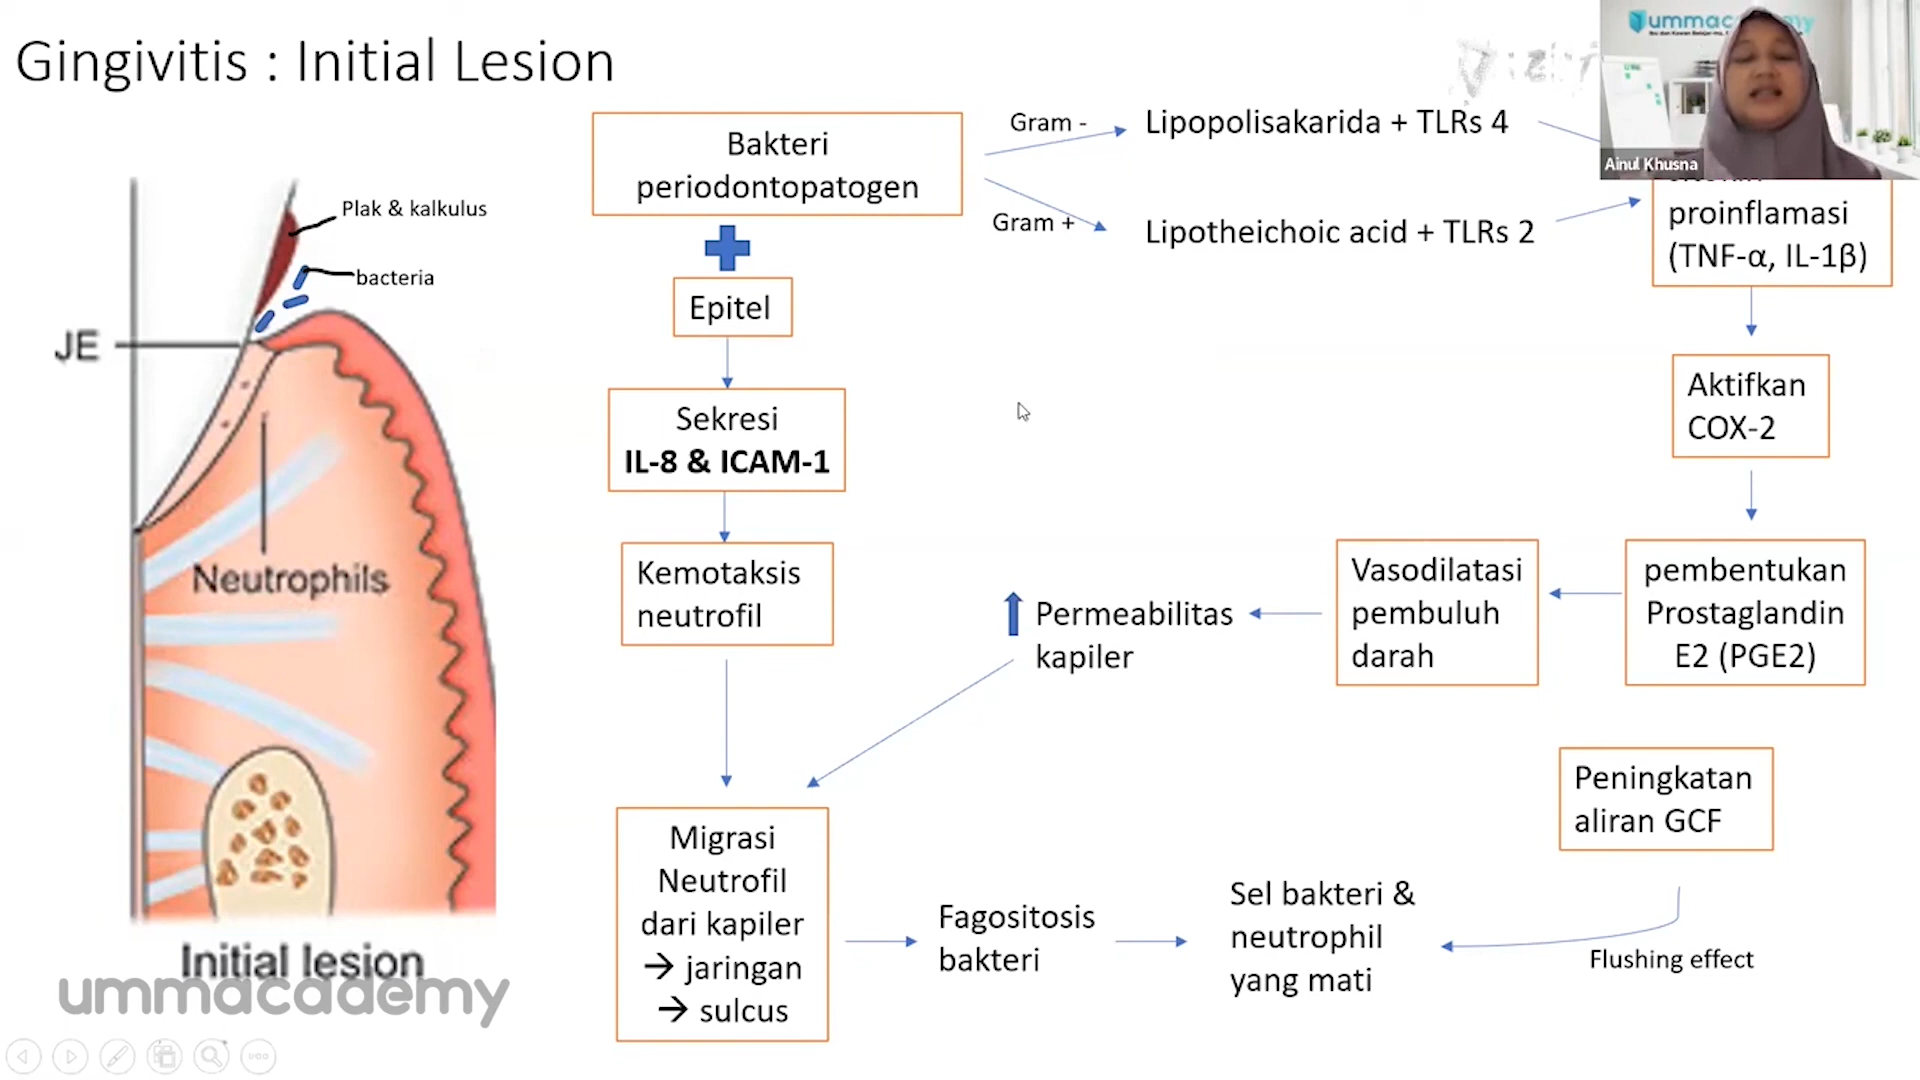 Gingivitis : Initial Lesion
ummacademy
Ainul Khusna
Plak & kalkulus
bacteria
JE
Neutrophils
Initial lesion
ummacademy
Bakteri
periodontopatogen
Epitel
Sekresi
IL-8 & ICAM-1
Kemotaksis
neutrofil
Migrasi
Neutrofil
dari kapiler
→ jaringan
→ sulcus
Gram -
Lipopolisakarida + TLRs 4
Gram +
Lipotheichoic acid + TLRs 2
proinflamasi
(TNF-α, IL-1β)
Aktifkan
COX-2
pembentukan
Prostaglandin
E2 (PGE2)
Vasodilatasi
pembuluh
darah
Permeabilitas
kapiler
Fagositosis
bakteri
Sel bakteri &
neutrophil
yang mati
Peningkatan
aliran GCF
Flushing effect